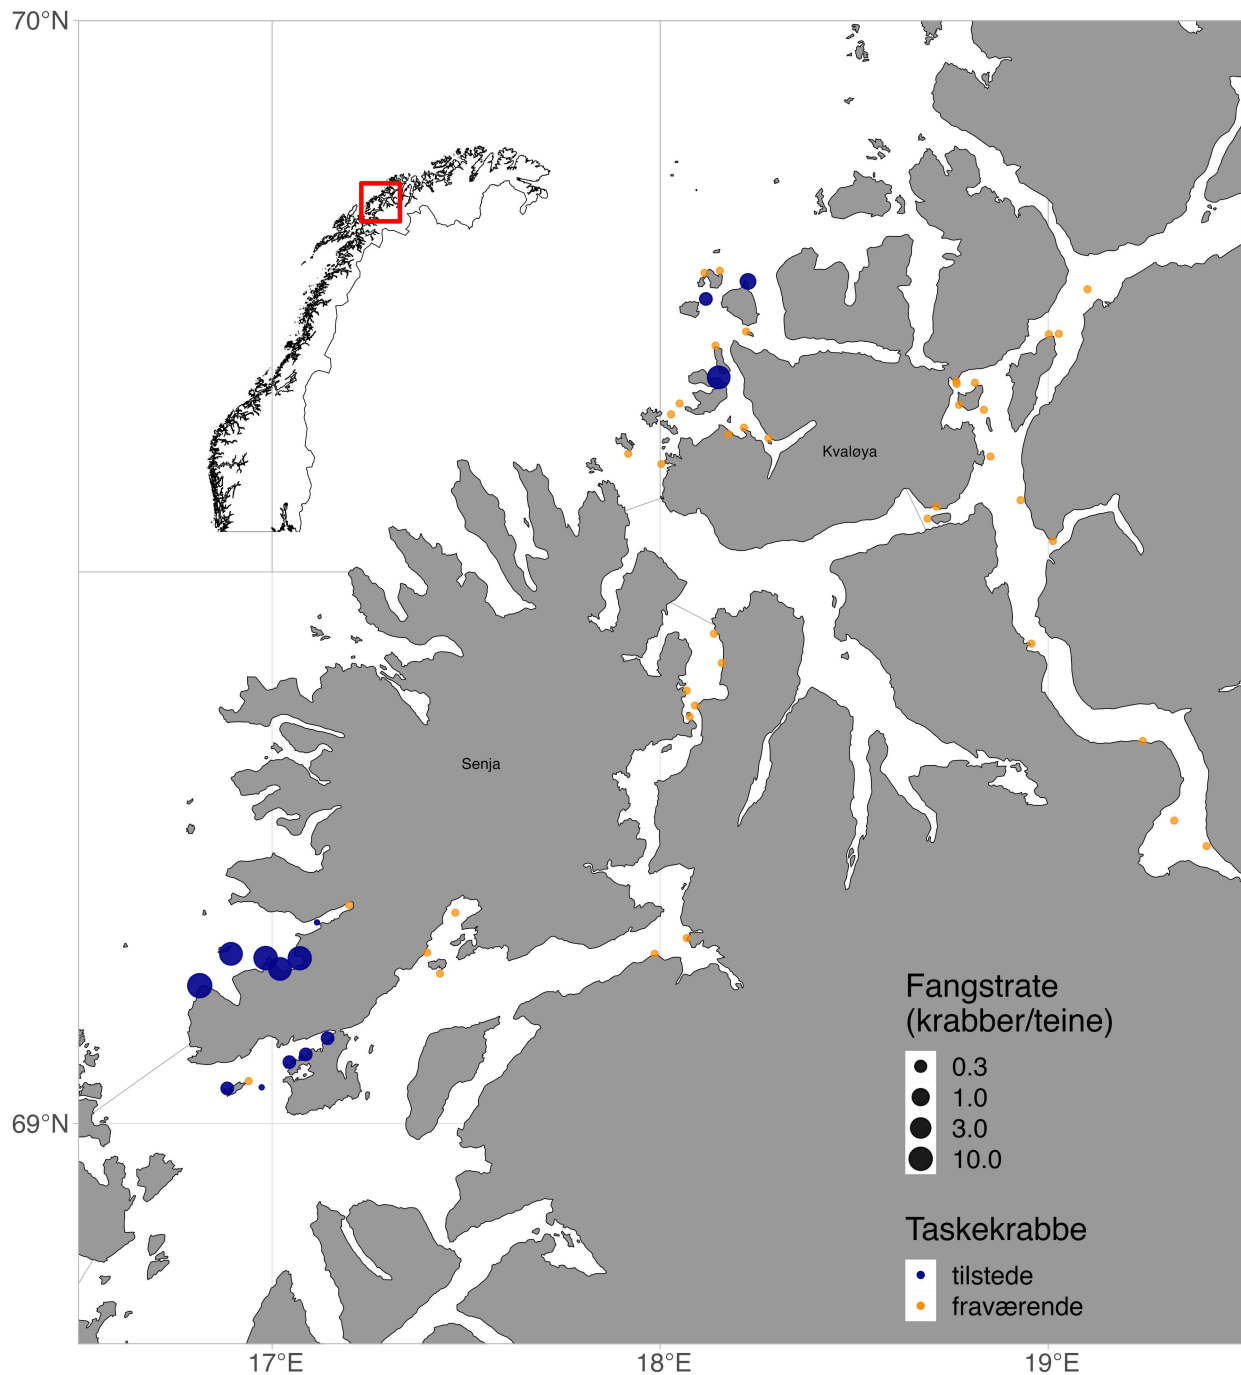 70°N
Kvaløya
Senja
69°N
Fangstrate
(krabber/teine)
0.3
1.0
3.0
10.0
Taskekrabbe
tilstede
fraværende
17°E
18°E
19°E